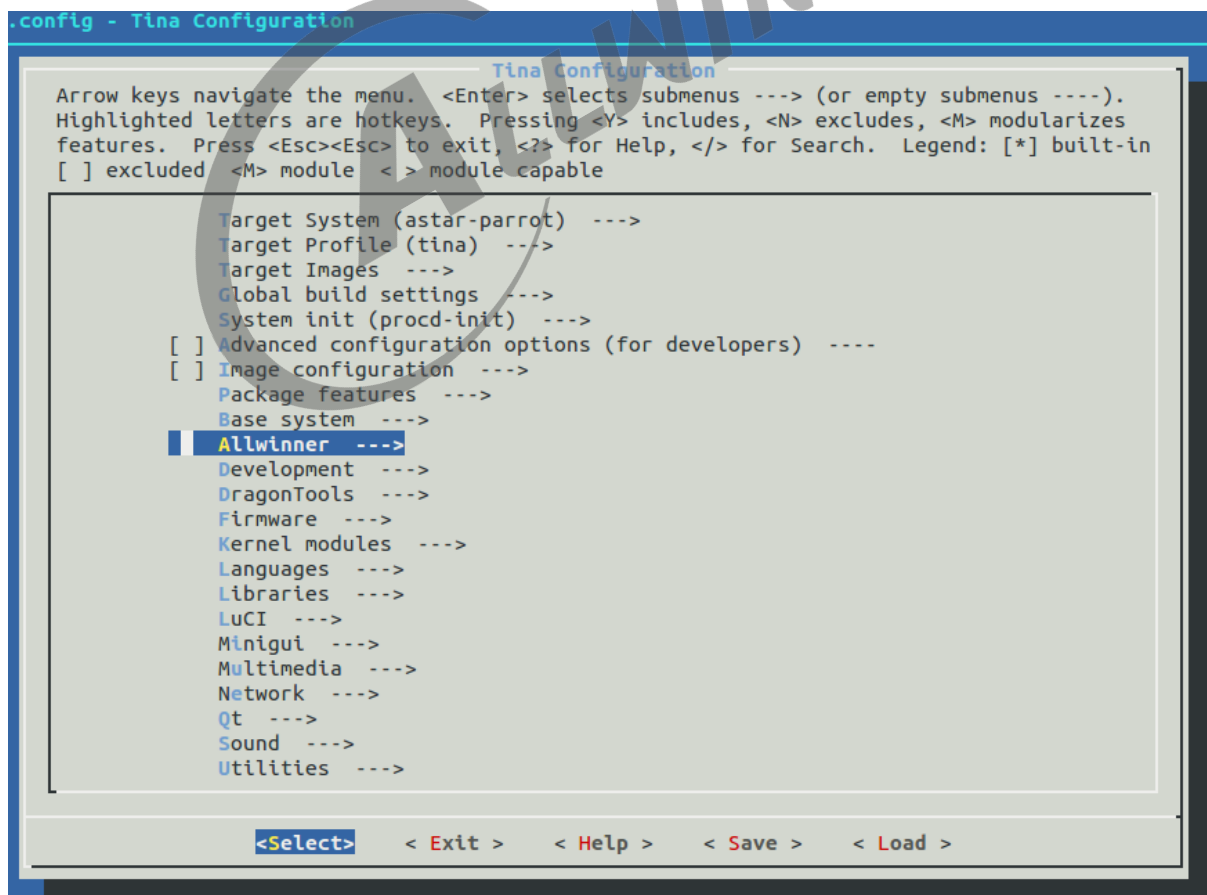 .config - Tina Configuration
Tina Configuration
Arrow keys navigate the menu.  <Enter> selects submenus ---> (or empty submenus ----).
Highlighted letters are hotkeys.  Pressing <Y> includes, <N> excludes, <M> modularizes
features.  Press <Esc><Esc> to exit, <?> for Help, </> for Search.  Legend: [*] built-in
[ ] excluded  <M> module  < > module capable
Target System (astar-parrot)  --->
Target Profile (tina)  --->
Target Images  --->
Global build settings  --->
System init (procd-init)  --->
[ ] Advanced configuration options (for developers)  ----
[ ] Image configuration  --->
Package features  --->
Base system  --->
Allwinner  --->
Development  --->
DragonTools  --->
Firmware  --->
Kernel modules  --->
Languages  --->
Libraries  --->
LuCI  --->
Minigui  --->
Multimedia  --->
Network  --->
Qt  --->
Sound  --->
Utilities  --->
<Select>    < Exit >    < Help >    < Save >    < Load >